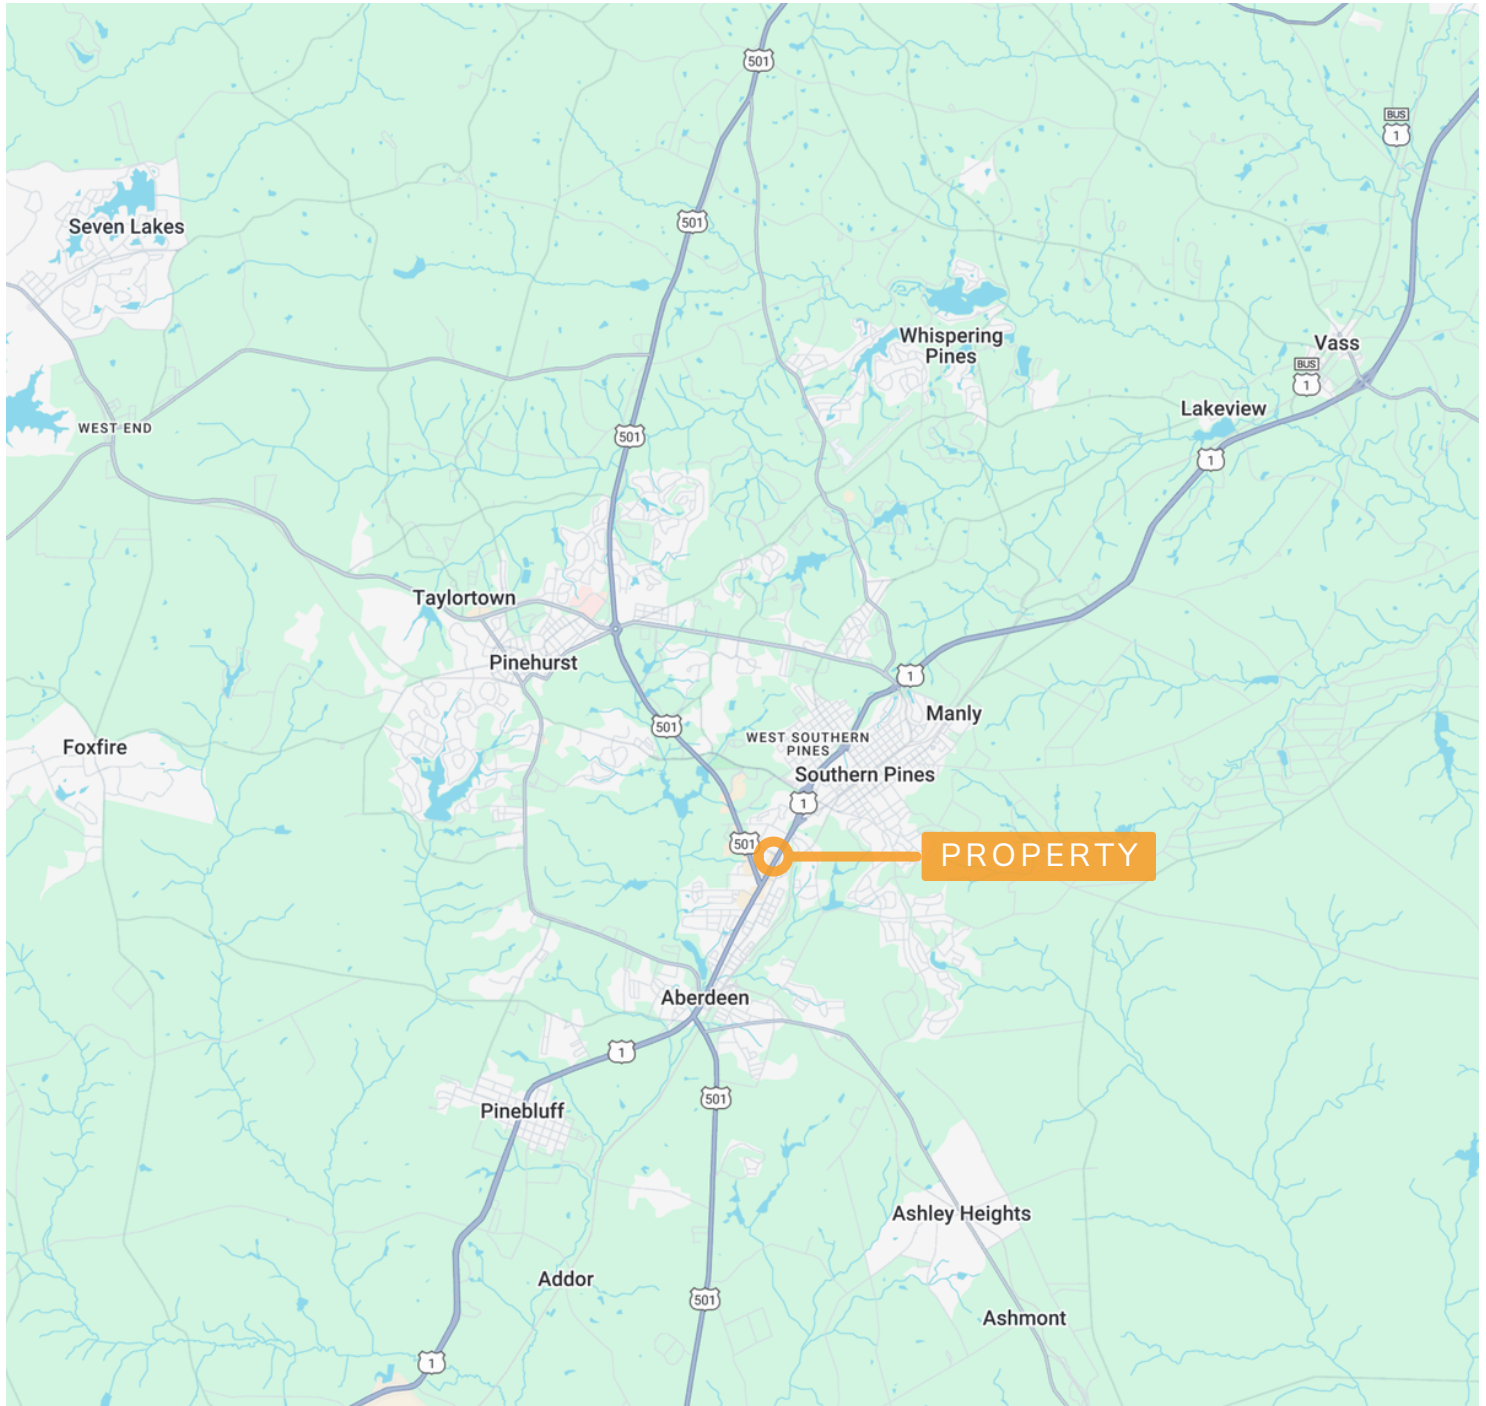 501
BUS
1
501
Seven Lakes
Whispering
Pines
Vass
BUS
1
Lakeview
WEST END
501
1
Taylortown
Pinehurst
1
Manly
501
WEST SOUTHERN
PINES
Foxfire
Southern Pines
1
501
PROPERTY
Aberdeen
1
501
Pinebluff
Ashley Heights
Addor
501
Ashmont
1